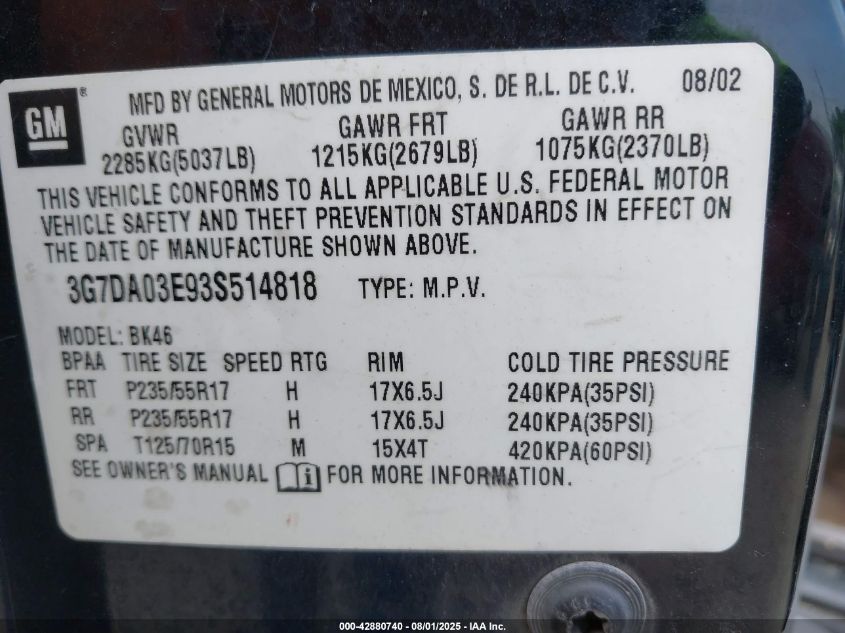 GM®
MFD BY GENERAL MOTORS DE MEXICO, S. DE R.L. DE C.V. 08/02
GVWR GAWR FRT GAWR RR
2285KG(5037LB) 1215KG(2679LB) 1075KG(2370LB)
THIS VEHICLE CONFORMS TO ALL APPLICABLE U.S. FEDERAL MOTOR
VEHICLE SAFETY AND THEFT PREVENTION STANDARDS IN EFFECT ON
THE DATE OF MANUFACTURE SHOWN ABOVE.
3G7DA03E93S514818 TYPE: M.P.V.
MODEL: BK46
BPAA TIRE SIZE SPEED RTG RIM COLD TIRE PRESSURE
FRT P235/55R17 H 17X6.5J 240KPA(35PSI)
RR P235/55R17 H 17X6.5J 240KPA(35PSI)
SPA T125/70R15 M 15X4T 420KPA(60PSI)
SEE OWNER'S MANUAL i FOR MORE INFORMATION.
000-42880740 - 08/01/2025 - IAA Inc.